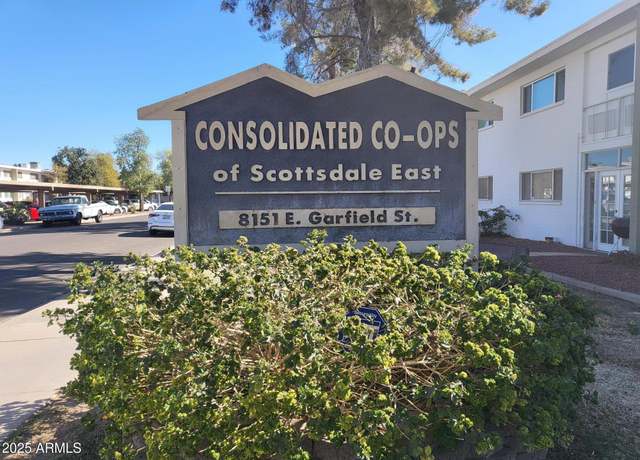 CONSOLIDATED CO-OPS
of Scottsdale East
8151 E. Garfield St.
2025 ARMLS